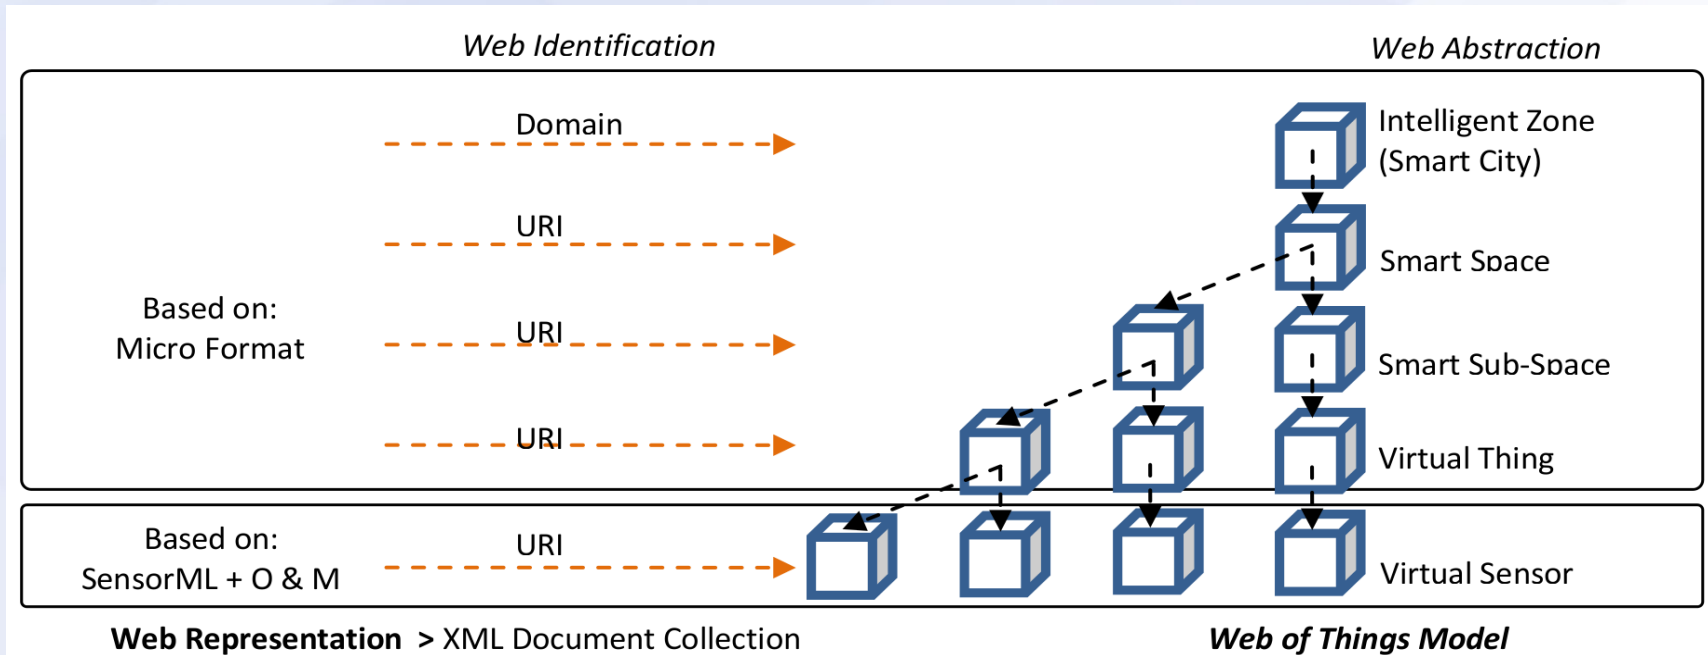 Web Identification
Web Abstraction
Domain
Intelligent Zone
(Smart City)
URI
Smart Space
Based on:
Micro Format
URI
Smart Sub-Space
URI
Virtual Thing
Based on:
SensorML + O & M
URI
Virtual Sensor
Web Representation > XML Document Collection
Web of Things Model